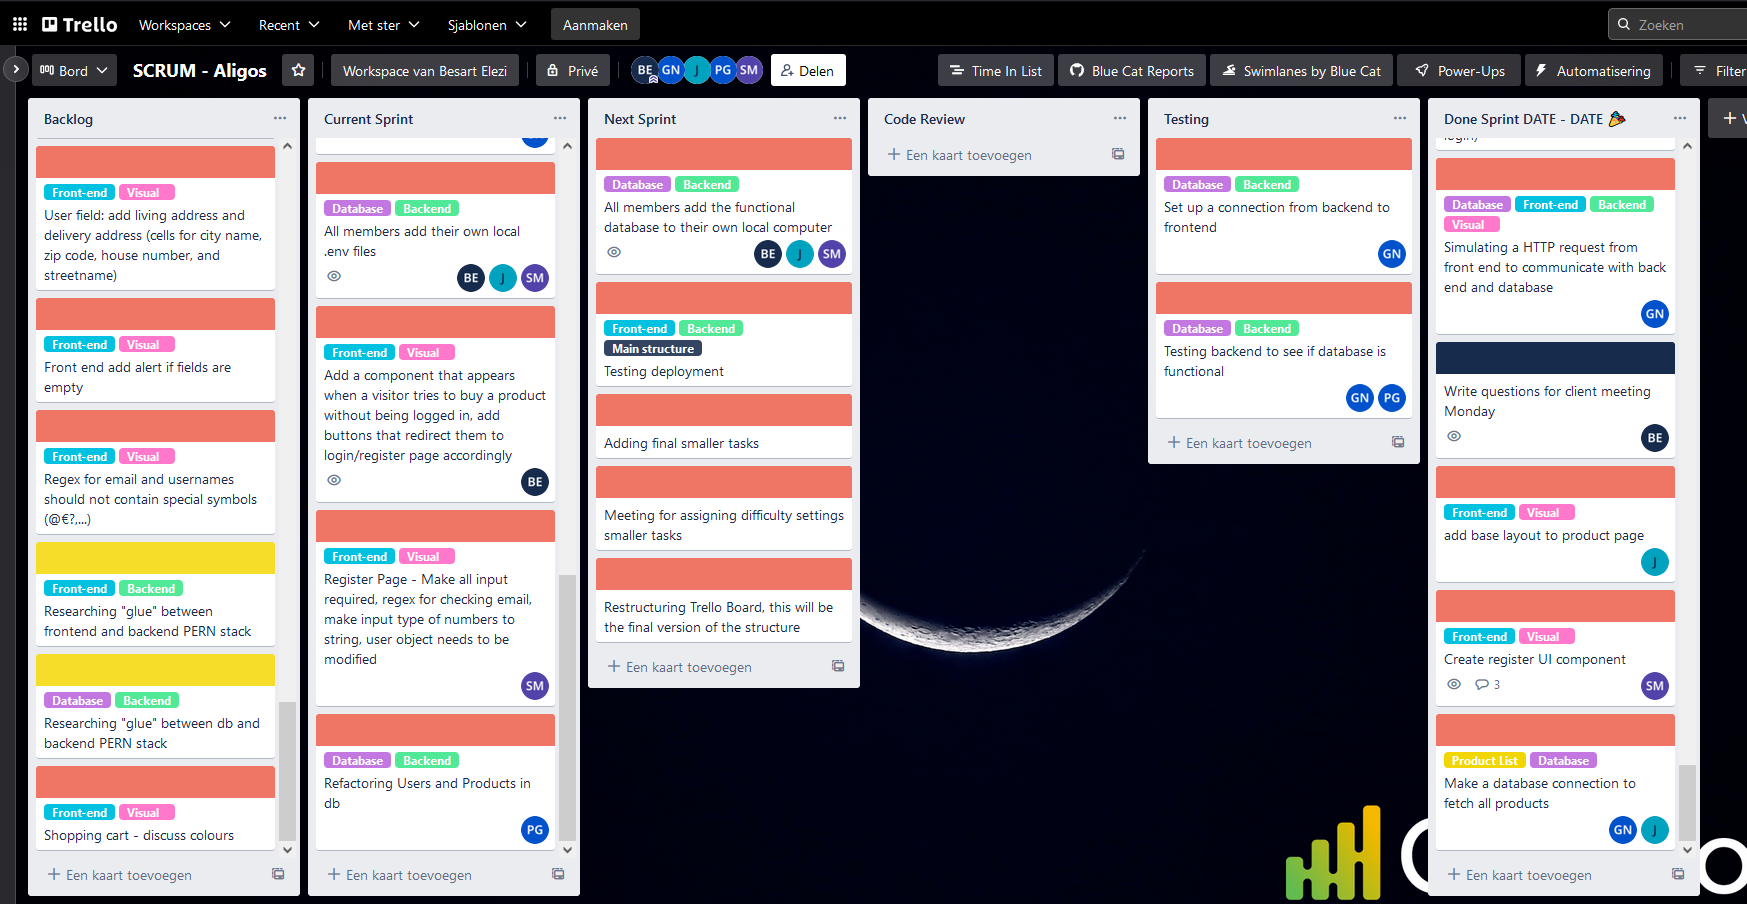 Trello
Workspaces
Recent
Met ster
Sjablonen
Aanmaken
Zoeken
Bord
SCRUM - Aligos
Workspace van Besart Elezi
Privé
BE GN J PG SM
Delen
Time In List
Blue Cat Reports
Swimlanes by Blue Cat
Power-Ups
Automatisering
Filter
Backlog
Front-end Visual
User field: add living address and
delivery address (cells for city name,
zip code, house number, and
streetname)
Front-end Visual
Front end add alert if fields are
empty
Front-end Visual
Regex for email and usernames
should not contain special symbols
(@€?,...)
Front-end Backend
Researching "glue" between
frontend and backend PERN stack
Database Backend
Researching "glue" between db and
backend PERN stack
Front-end Visual
Shopping cart - discuss colours
Een kaart toevoegen
Current Sprint
Database Backend
All members add their own local
.env files
BE J SM
Front-end Visual
Add a component that appears
when a visitor tries to buy a product
without being logged in, add
buttons that redirect them to
login/register page accordingly
BE
Front-end Visual
Register Page - Make all input
required, regex for checking email,
make input type of numbers to
string, user object needs to be
modified
SM
Database Backend
Refactoring Users and Products in
db
PG
Een kaart toevoegen
Next Sprint
Database Backend
All members add the functional
database to their own local computer
BE J SM
Front-end Backend
Main structure
Testing deployment
Adding final smaller tasks
Meeting for assigning difficulty settings
smaller tasks
Restructuring Trello Board, this will be
the final version of the structure
Een kaart toevoegen
Code Review
Een kaart toevoegen
Testing
Database Backend
Set up a connection from backend to
frontend
GN
Database Backend
Testing backend to see if database is
functional
GN PG
Een kaart toevoegen
Done Sprint DATE - DATE 🎉
login)
Database Front-end Backend
Visual
Simulating a HTTP request from
front end to communicate with back
end and database
GN
Write questions for client meeting
Monday
BE
Front-end Visual
add base layout to product page
J
Front-end Visual
Create register UI component
3
SM
Product List Database
Make a database connection to
fetch all products
GN J
Een kaart toevoegen